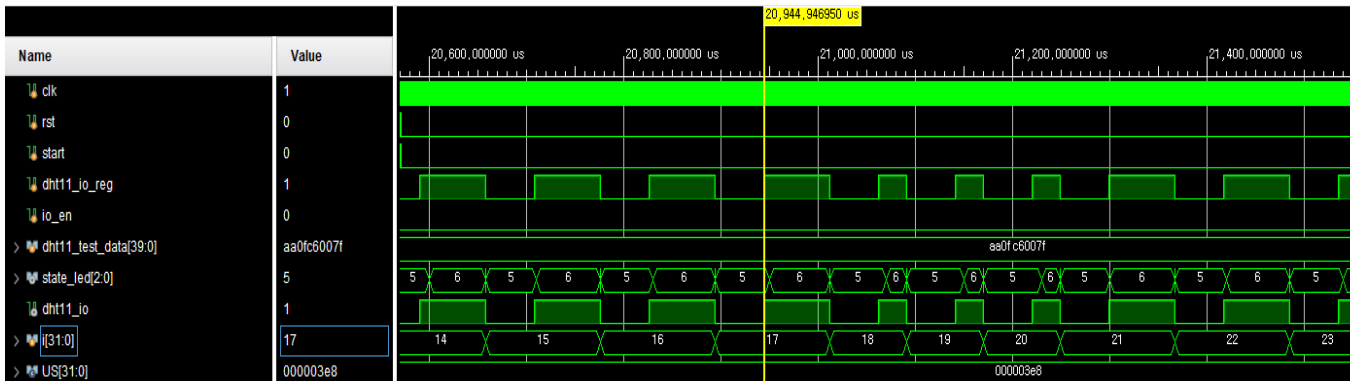 20,944.946950 us
Name Value 20,600.000000 us 20,800.000000 us 21,000.000000 us 21,200.000000 us 21,400.000000 us
clk 1
rst 0
start 0
dht11_io_reg 1
io_en 0
dht11_test_data[39:0] aa0fc6007f aa0fc6007f
state_led[2:0] 5 5 6 5 6 5 6 5 6 5 6 5 6 5 6 5 6 5 6 5
dht11_io 1
i[31:0] 17 14 15 16 17 18 19 20 21 22 23
US[31:0] 000003e8 000003e8